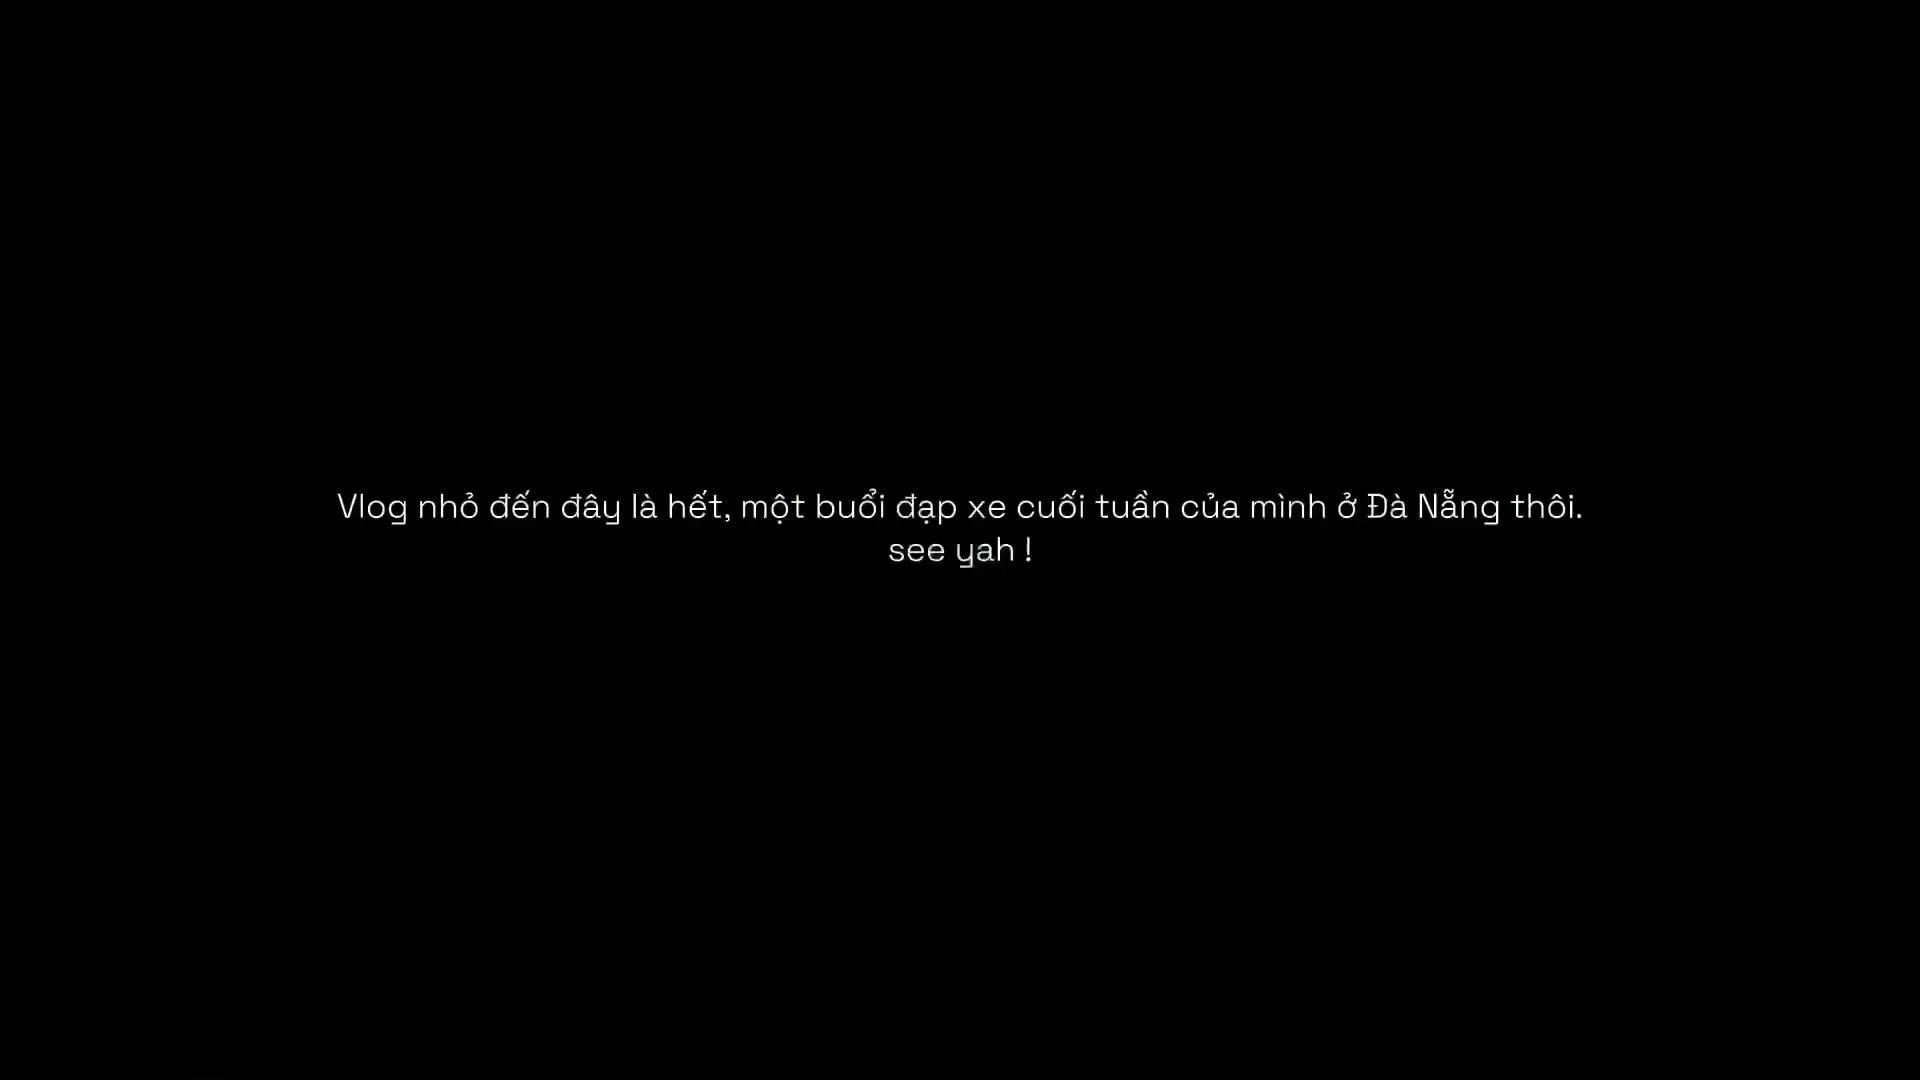 Vlog nhỏ đến đây là hết, một buổi đạp xe cuối tuần của mình ở Đà Nẵng thôi.
see yah !